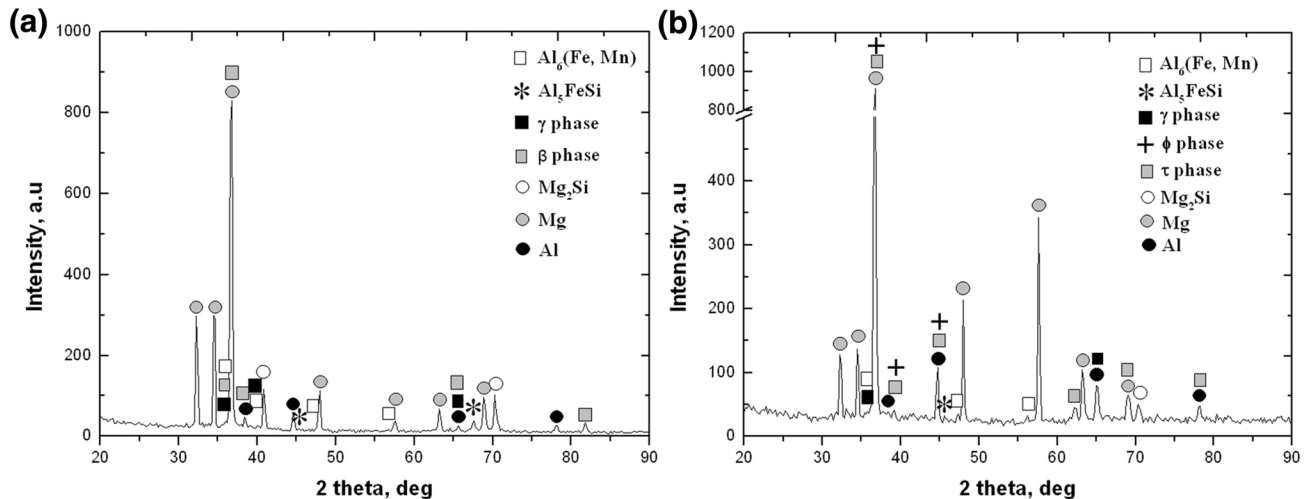 (a)
1000
800
600
400
200
0
Intensity, a.u
Al₆(Fe, Mn)
Al₅FeSi
γ phase
β phase
Mg₂Si
Mg
Al
20 30 40 50 60 70 80 90
2 theta, deg
(b)
1200
1000
800
400
300
200
100
0
Intensity, a.u
Al₆(Fe, Mn)
Al₅FeSi
γ phase
ϕ phase
τ phase
Mg₂Si
Mg
Al
20 30 40 50 60 70 80 90
2 theta, deg